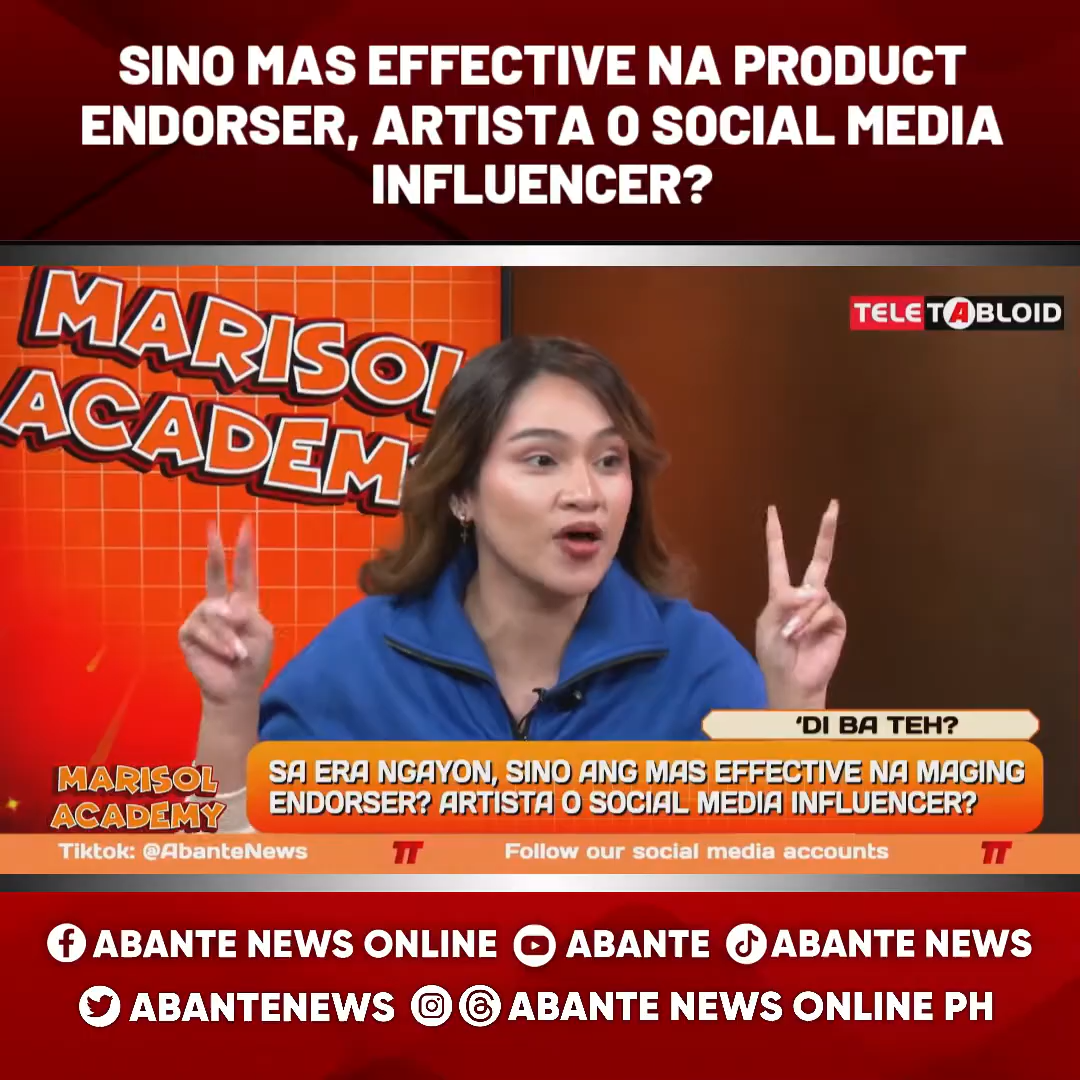 SINO MAS EFFECTIVE NA PRODUCT
ENDORSER, ARTISTA O SOCIAL MEDIA
INFLUENCER?
MARISOL
ACADEM
TELETABLOID
'DI BA TEH?
SA ERA NGAYON, SINO ANG MAS EFFECTIVE NA MAGING
ENDORSER? ARTISTA O SOCIAL MEDIA INFLUENCER?
MARISOL
ACADEMY
Tiktok: @AbanteNews TT Follow our social media accounts TT
ABANTE NEWS ONLINE ABANTE ABANTE NEWS
ABANTENEWS ABANTE NEWS ONLINE PH